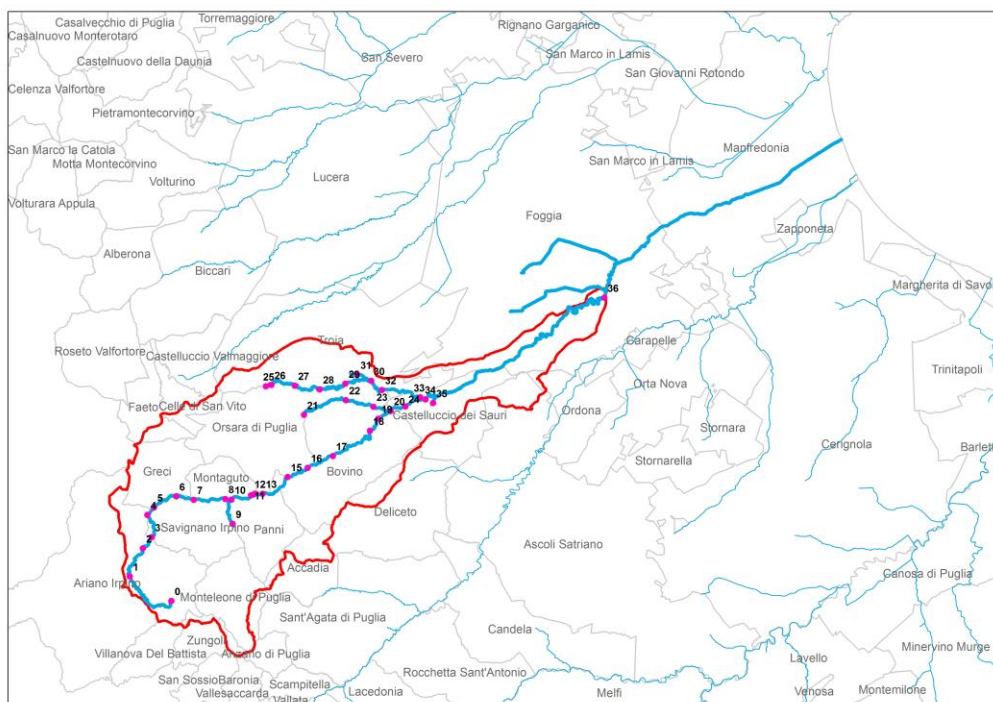 Casalvecchio di Puglia
Torremaggiore
Rignano Garganico
Casalnuovo Monterotaro
San Marco in Lamis
Castelnuovo della Daunia
San Severo
San Giovanni Rotondo
Celenza Valfortore
Pietramontecorvino
San Marco la Catola
Manfredonia
Motta Montecorvino
San Marco in Lamis
Volturino
Lucera
Volturara Appula
Foggia
Zapponeta
Alberona
Biccari
Margherita di Savo
36
Troia
Carapelle
Roseto Valfortore
Castelluccio Valmaggiore
31
30
25 26 27 28 29 32
Trinitapoli
Orta Nova
22 33 34 35
Faeto Celle di San Vito
21 23 19 20 24
Castelluccio dei Sauri
Ordona
Orsara di Puglia
18
Stornara
Cerignola
Barlet
17
Stornarella
16
Greci
Montaguto
15
Bovino
12 13
5 6 7 8 10 11
4
Deliceto
9
Savignano Irpino
Panni
3
2
Ascoli Satriano
1
Accadia
Canosa di Puglia
Ariano Irpino
0
Monteleone di Puglia
Sant'Agata di Puglia
Candela
Zungoli
Minervino Murge
Villanova Del Battista
Anzano di Puglia
Lavello
Rocchetta Sant'Antonio
San Sossio Baronia
Scampitella
Vallesaccarda
Lacedonia
Melfi
Venosa
Montemilone
Vallata